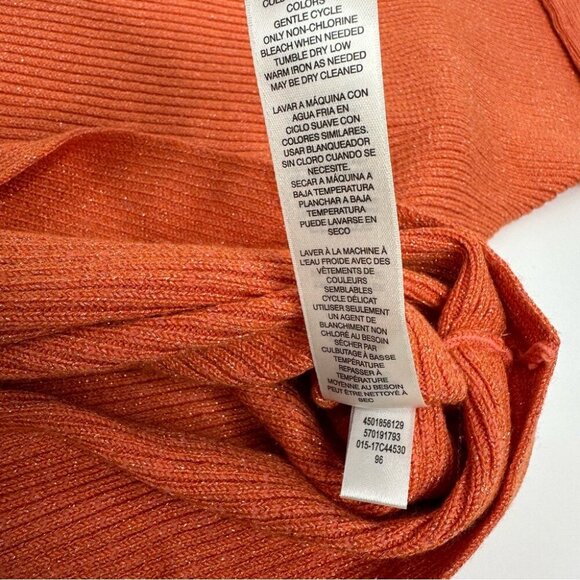 COLORS
GENTLE CYCLE
ONLY NON-CHLORINE
BLEACH WHEN NEEDED
TUMBLE DRY LOW
WARM IRON AS NEEDED
MAY BE DRY CLEANED
LAVAR A MÁQUINA CON
AGUA FRIA EN
CICLO SUAVE CON
COLORES SIMILARES.
USAR BLANQUEADOR
SIN CLORO CUANDO SE
NECESITE.
SECAR A MÁQUINA A
BAJA TEMPERATURA
PLANCHAR A BAJA
TEMPERATURA
PUEDE LAVARSE EN
SECO
LAVER À LA MACHINE À
L'EAU FROIDE AVEC DES
VÊTEMENTS DE
COULEURS
SEMBLABLES
CYCLE DÉLICAT
UTILISER SEULEMENT
UN AGENT DE
BLANCHIMENT NON
CHLORÉ AU BESOIN
SÉCHER PAR
CULBUTAGE À BASSE
TEMPÉRATURE
REPASSER À
TEMPÉRATURE
MOYENNE AU BESOIN
PEUT ÊTRE NETTOYÉ À
SEC
4501856129
570191793
015-17C44530
96